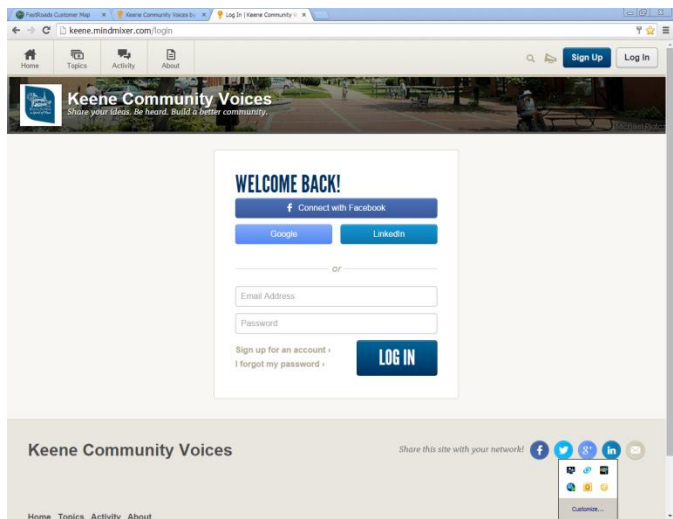 FastRoads Customer Map
Keene Community Voices by
Log In | Keene Community V
keene.mindmixer.com/login
Home
Topics
Activity
About
Sign Up
Log In
Keene Community Voices
Share your ideas. Be heard. Build a better community.
WELCOME BACK!
f Connect with Facebook
Google
LinkedIn
or
Email Address
Password
Sign up for an account ›
I forgot my password ›
LOG IN
Keene Community Voices
Share this site with your network!
Customize...
Home Topics Activity About